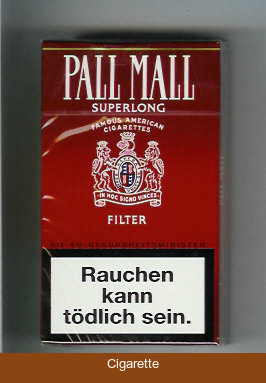 PALL MALL
SUPERLONG
FAMOUS AMERICAN
CIGARETTES
IN HOC SIGNO VINCES
FILTER
DIE EU-GESUNDHEITSMINISTER
Rauchen
kann
tödlich sein.
Cigarette